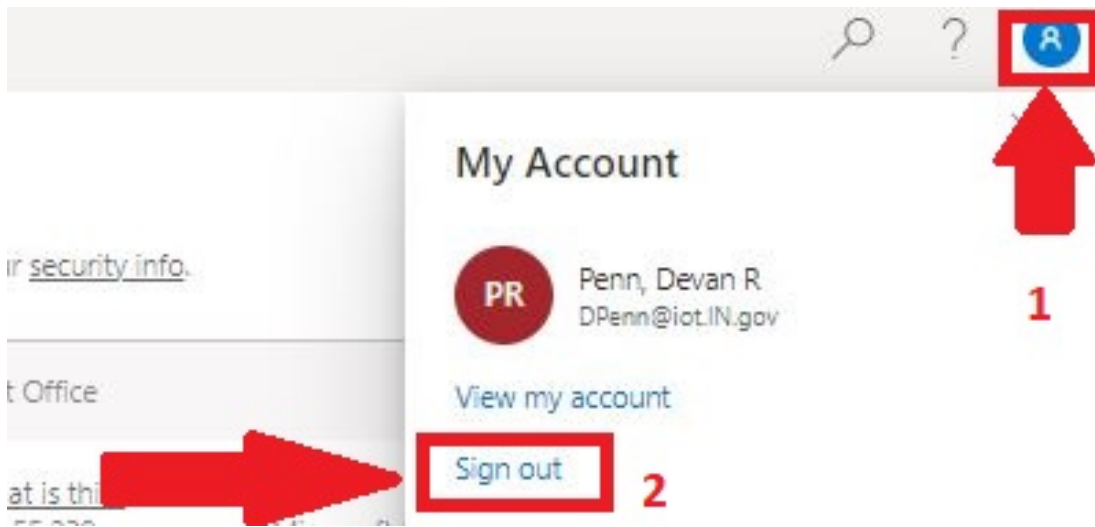 ?
My Account
PR
Penn, Devan R
DPenn@iot.IN.gov
1
security info.
View my account
Office
Sign out
2
at is